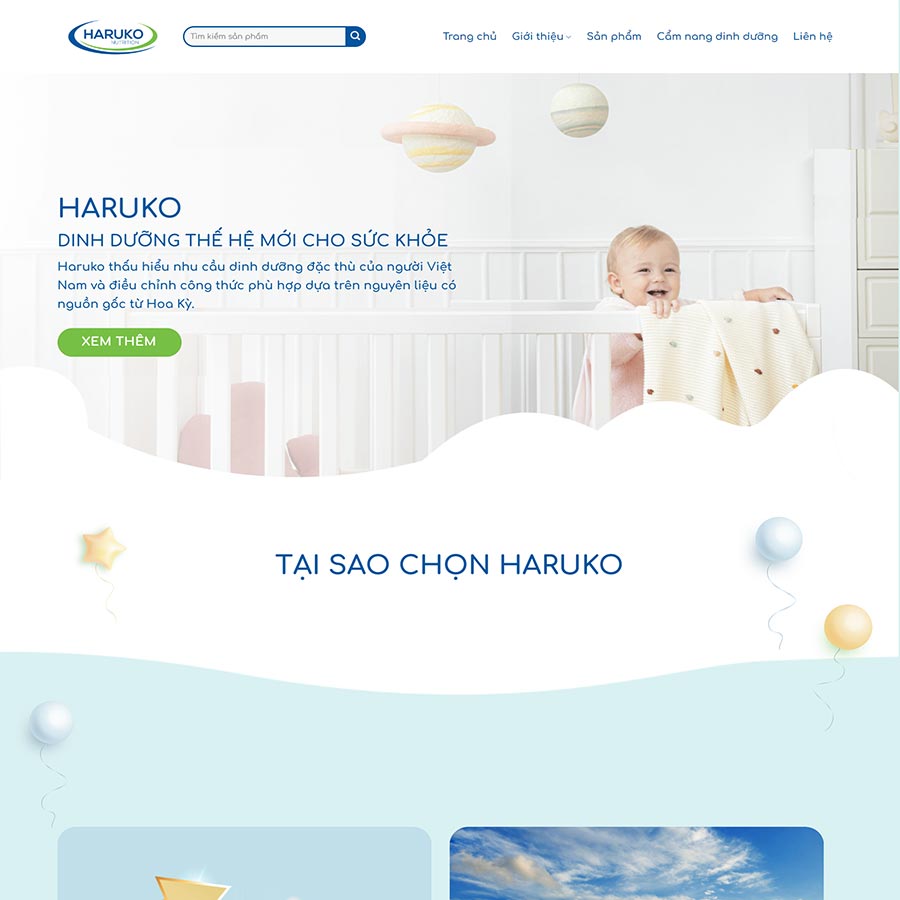 HARUKO
NUTRITION
Tìm kiếm sản phẩm
Trang chủ
Giới thiệu
Sản phẩm
Cẩm nang dinh dưỡng
Liên hệ
HARUKO
DINH DƯỠNG THẾ HỆ MỚI CHO SỨC KHỎE
Haruko thấu hiểu nhu cầu dinh dưỡng đặc thù của người Việt
Nam và điều chỉnh công thức phù hợp dựa trên nguyên liệu có
nguồn gốc từ Hoa Kỳ.
XEM THÊM
TẠI SAO CHỌN HARUKO